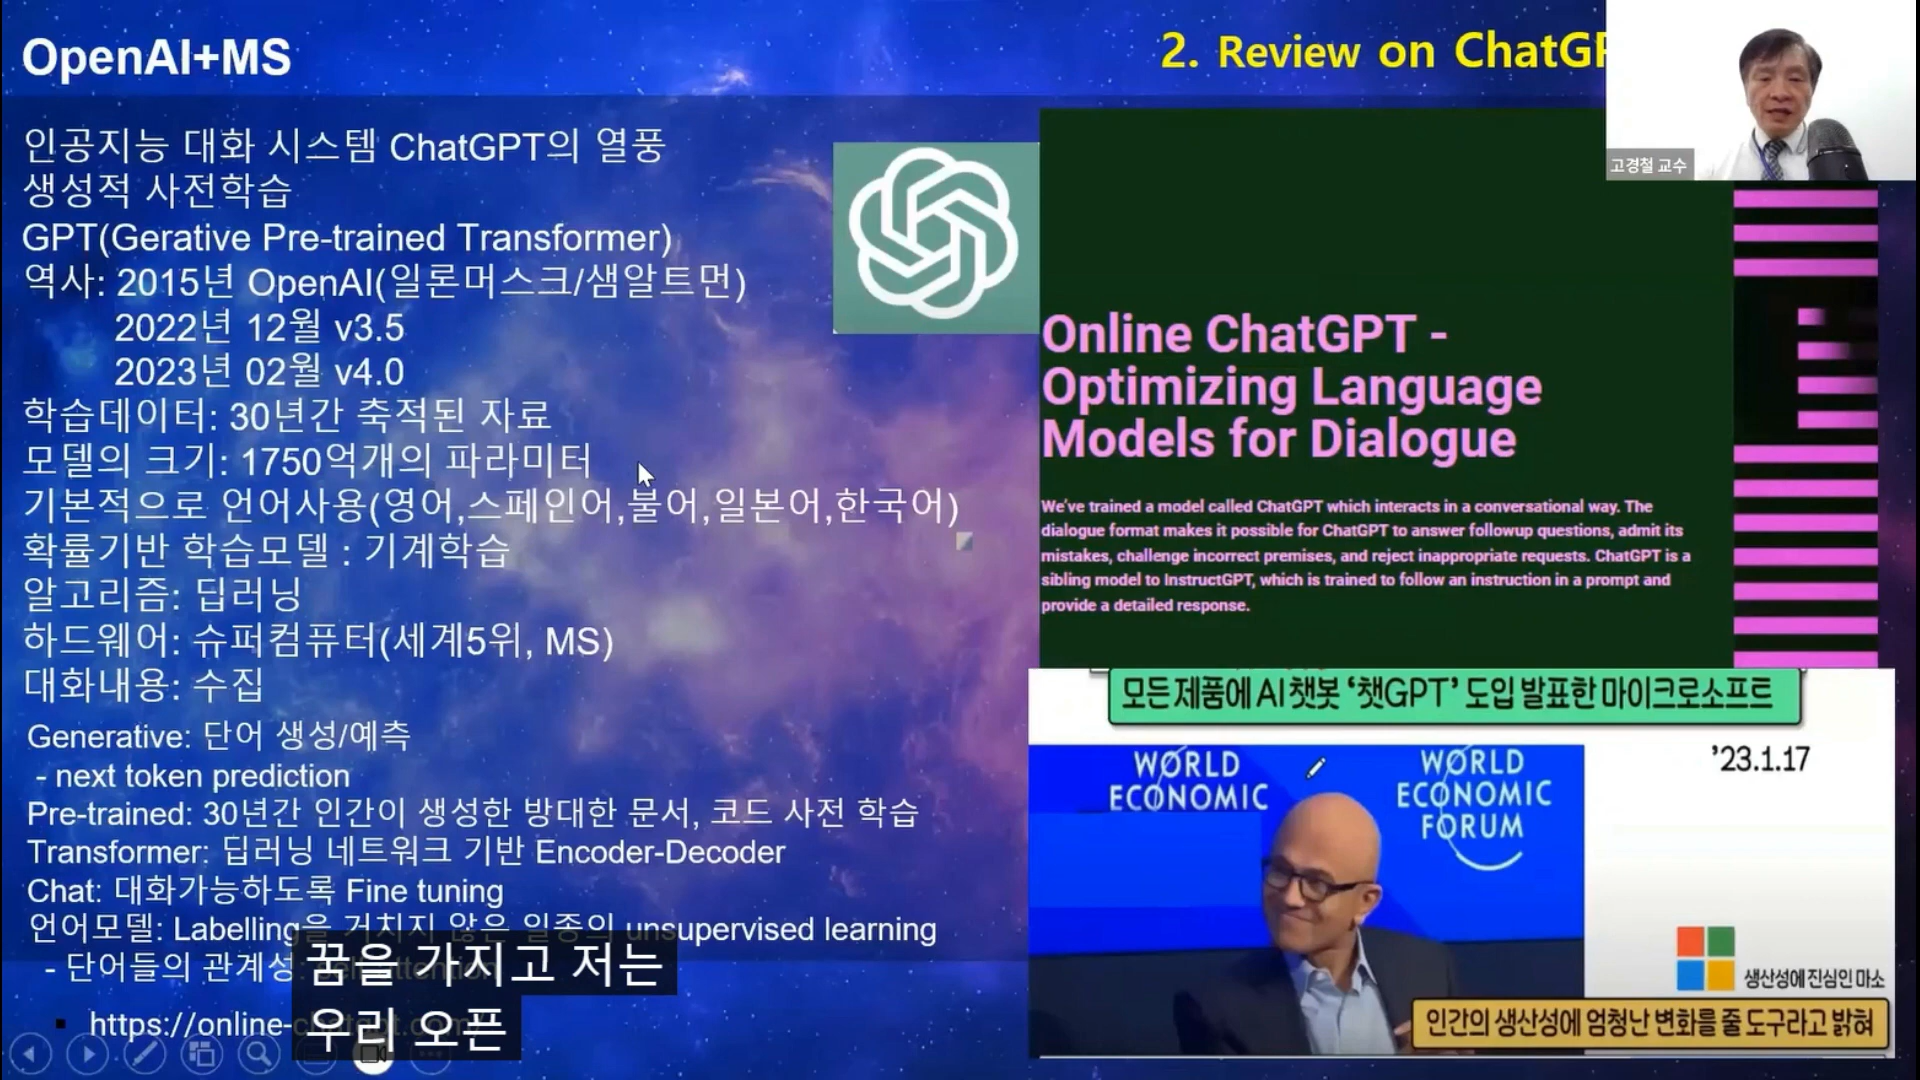 OpenAI+MS
2. Review on ChatGP
고경철 교수
인공지능 대화 시스템 ChatGPT의 열풍
생성적 사전학습
GPT(Gerative Pre-trained Transformer)
역사: 2015년 OpenAI(일론머스크/샘알트먼)
2022년 12월 v3.5
2023년 02월 v4.0
학습데이터: 30년간 축적된 자료
모델의 크기: 1750억개의 파라미터
기본적으로 언어사용(영어,스페인어,불어,일본어,한국어)
확률기반 학습모델 : 기계학습
알고리즘: 딥러닝
하드웨어: 슈퍼컴퓨터(세계5위, MS)
대화내용: 수집
Generative: 단어 생성/예측
- next token prediction
Pre-trained: 30년간 인간이 생성한 방대한 문서, 코드 사전 학습
Transformer: 딥러닝 네트워크 기반 Encoder-Decoder
Chat: 대화가능하도록 Fine tuning
언어모델: Labelling을 거치지 않은 일종의 unsupervised learning
- 단어들의 관계성
https://online-
꿈을 가지고 저는
우리 오픈
Online ChatGPT -
Optimizing Language
Models for Dialogue
We've trained a model called ChatGPT which interacts in a conversational way. The
dialogue format makes it possible for ChatGPT to answer followup questions, admit its
mistakes, challenge incorrect premises, and reject inappropriate requests. ChatGPT is a
sibling model to InstructGPT, which is trained to follow an instruction in a prompt and
provide a detailed response.
모든 제품에 AI 챗봇 ‘챗GPT’ 도입 발표한 마이크로소프트
WORLD
ECONOMIC
WORLD
ECONOMIC
FORUM
’23.1.17
생산성에 진심인 마소
인간의 생산성에 엄청난 변화를 줄 도구라고 밝혀